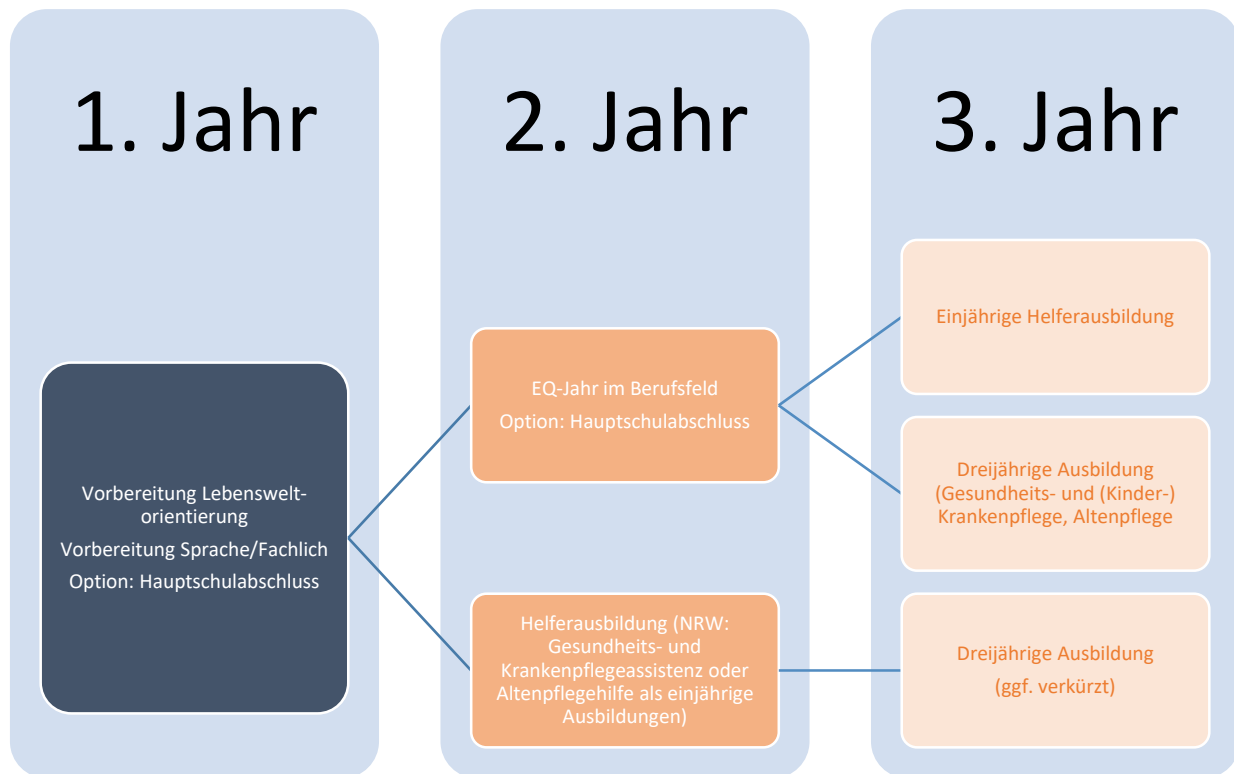 1. Jahr
Vorbereitung Lebenswelt-
orientierung
Vorbereitung Sprache/Fachlich
Option: Hauptschulabschluss
2. Jahr
EQ-Jahr im Berufsfeld
Option: Hauptschulabschluss
Helferausbildung (NRW:
Gesundheits- und
Krankenpflegeassistenz oder
Altenpflegehilfe als einjährige
Ausbildungen)
3. Jahr
Einjährige Helferausbildung
Dreijährige Ausbildung
(Gesundheits- und (Kinder-)
Krankenpflege, Altenpflege
Dreijährige Ausbildung
(ggf. verkürzt)